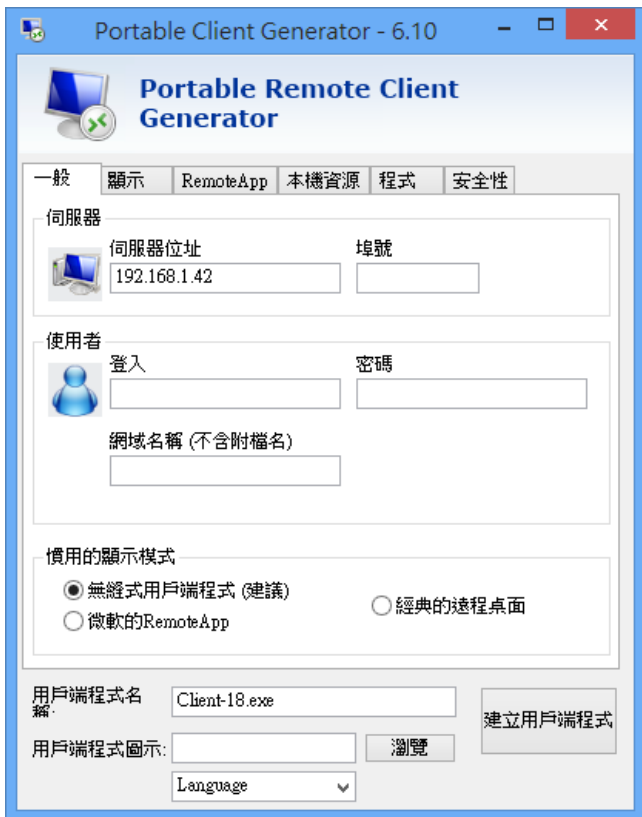 Portable Client Generator - 6.10
Portable Remote Client
Generator
一般 顯示 RemoteApp 本機資源 程式 安全性
伺服器
伺服器位址 埠號
192.168.1.42
使用者
登入 密碼
網域名稱 (不含附檔名)
慣用的顯示模式
無縫式用戶端程式 (建議)
經典的遠程桌面
微軟的RemoteApp
用戶端程式名
稱:
Client-18.exe
建立用戶端程式
用戶端程式圖示: 瀏覽
Language